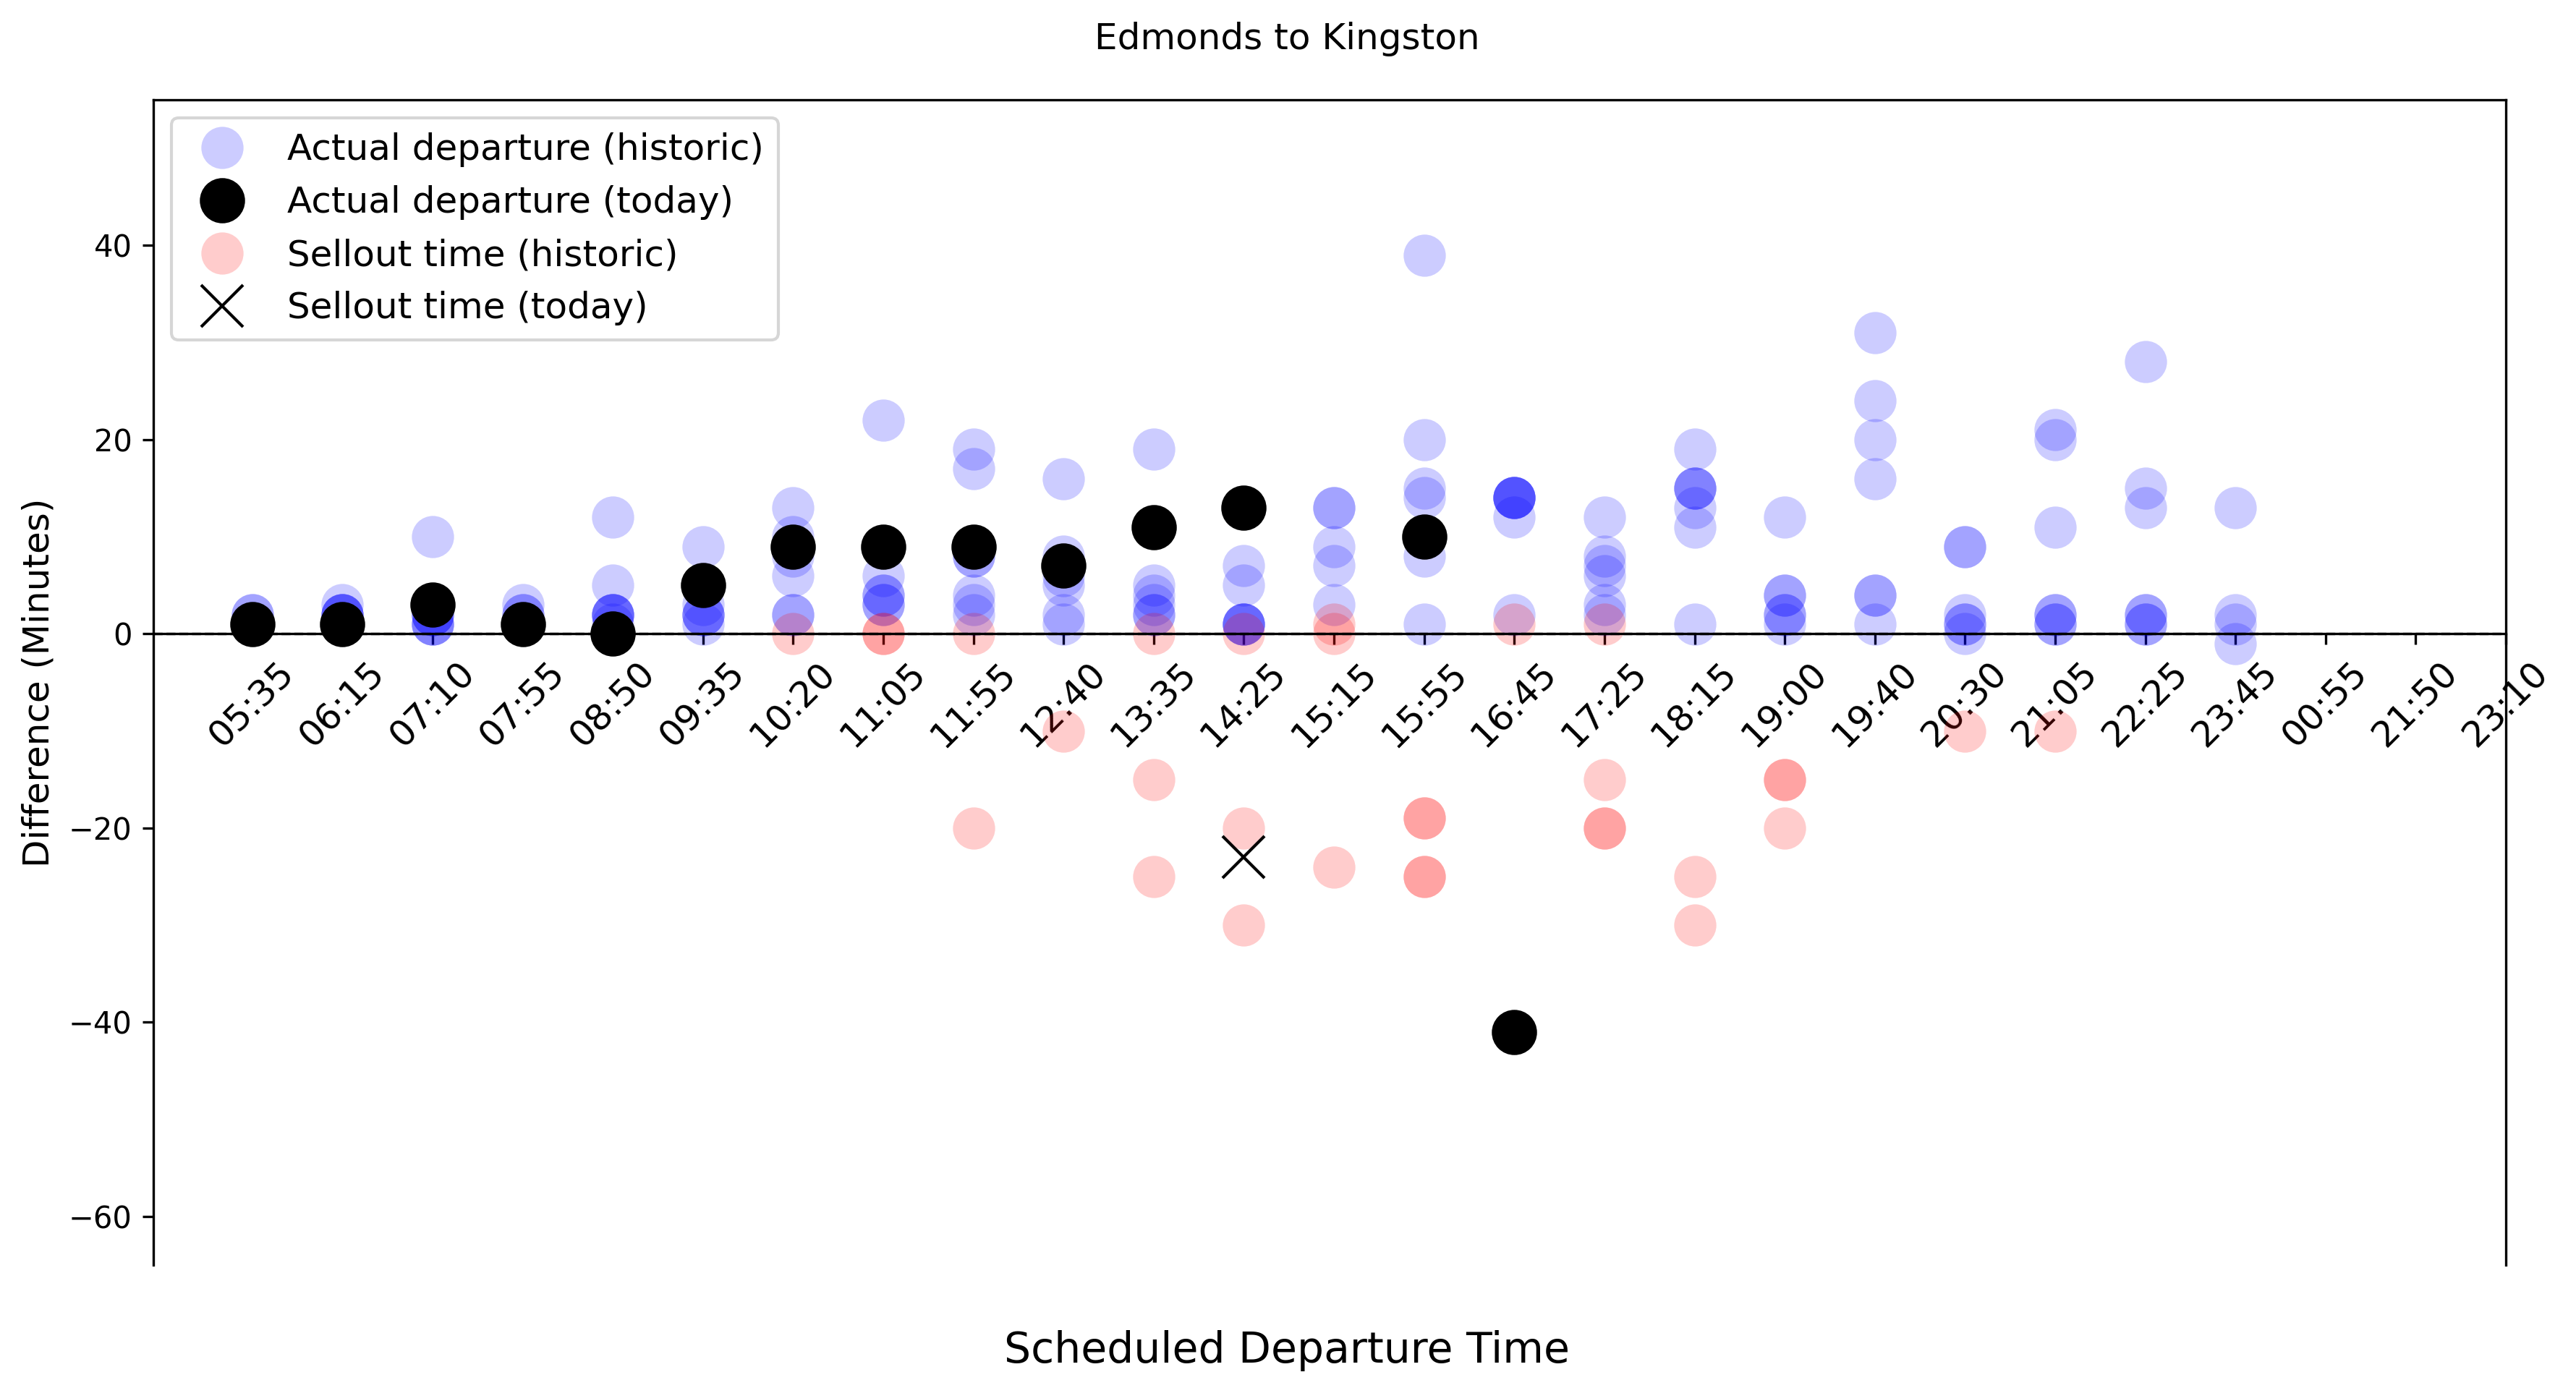 Edmonds to Kingston
Actual departure (historic)
Actual departure (today)
Sellout time (historic)
Sellout time (today)
Difference (Minutes)
40
20
0
−20
−40
−60
05:35 06:15 07:10 07:55 08:50 09:35 10:20 11:05 11:55 12:40 13:35 14:25 15:15 15:55 16:45 17:25 18:15 19:00 19:40 20:30 21:05 22:25 23:45 00:55 21:50 23:10
Scheduled Departure Time